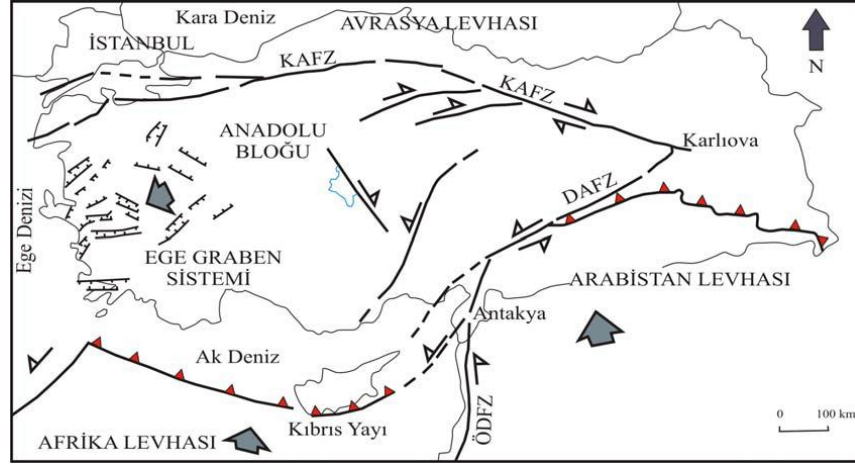 Kara Deniz
AVRASYA LEVHASI
İSTANBUL
KAFZ
N
KAFZ
ANADOLU
BLOĞU
Karlıova
DAFZ
Ege Denizi
EGE GRABEN
SİSTEMİ
ARABİSTAN LEVHASI
Antakya
Ak Deniz
ÖDFZ
Kıbrıs Yayı
AFRİKA LEVHASI
0 100 km